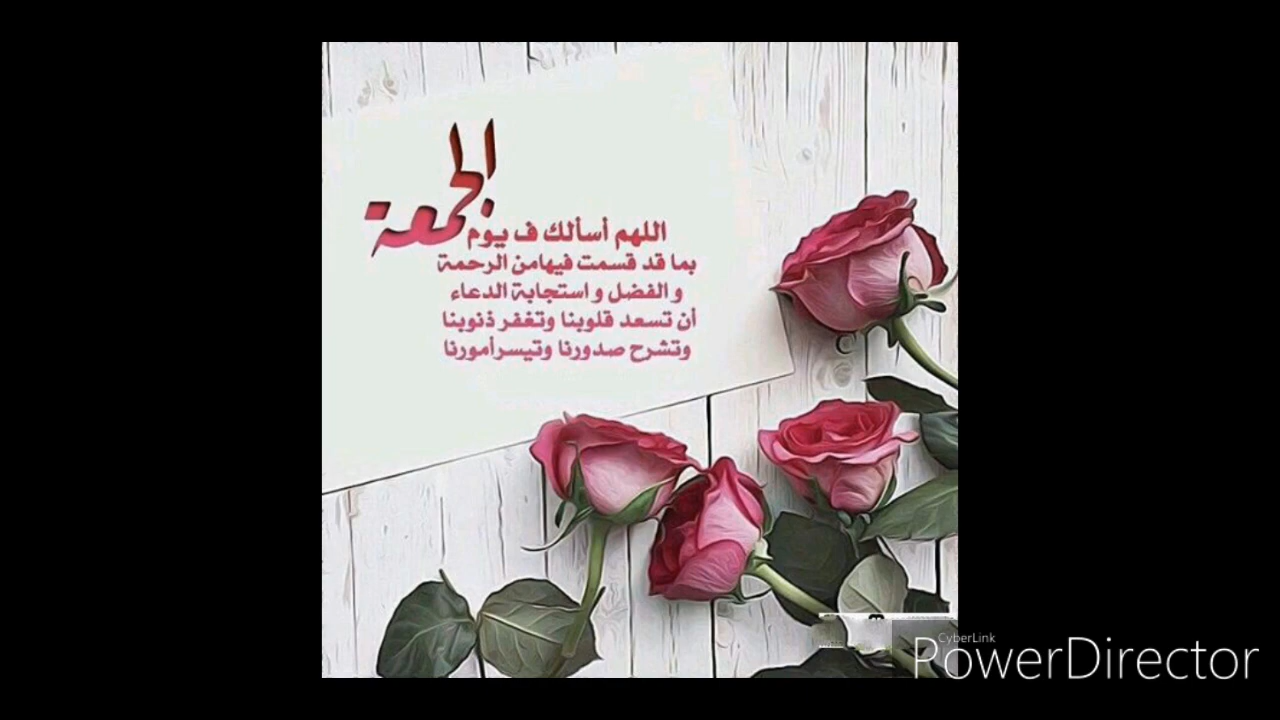 اللهم أسألك ف يوم الجمعة
بما قد قسمت فيهامن الرحمة
و الفضل و استجابة الدعاء
أن تسعد قلوبنا وتغفر ذنوبنا
وتشرح صدورنا وتيسرأمورنا
CyberLink
PowerDirector